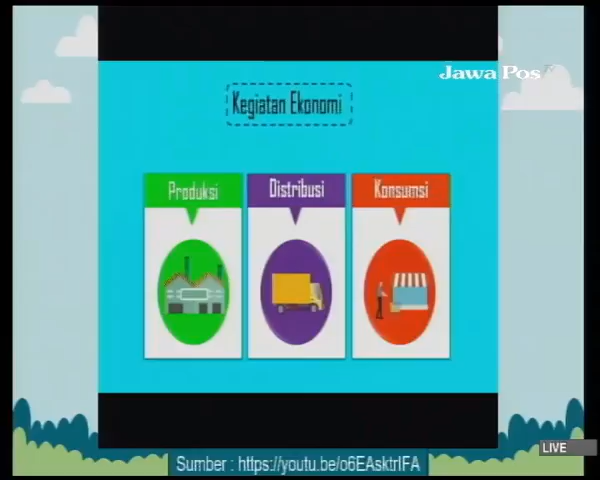 Jawa Pos
Kegiatan Ekonomi
Produksi
Distribusi
Konsumsi
LIVE
Sumber : https://youtu.be/o6EAsktrIFA